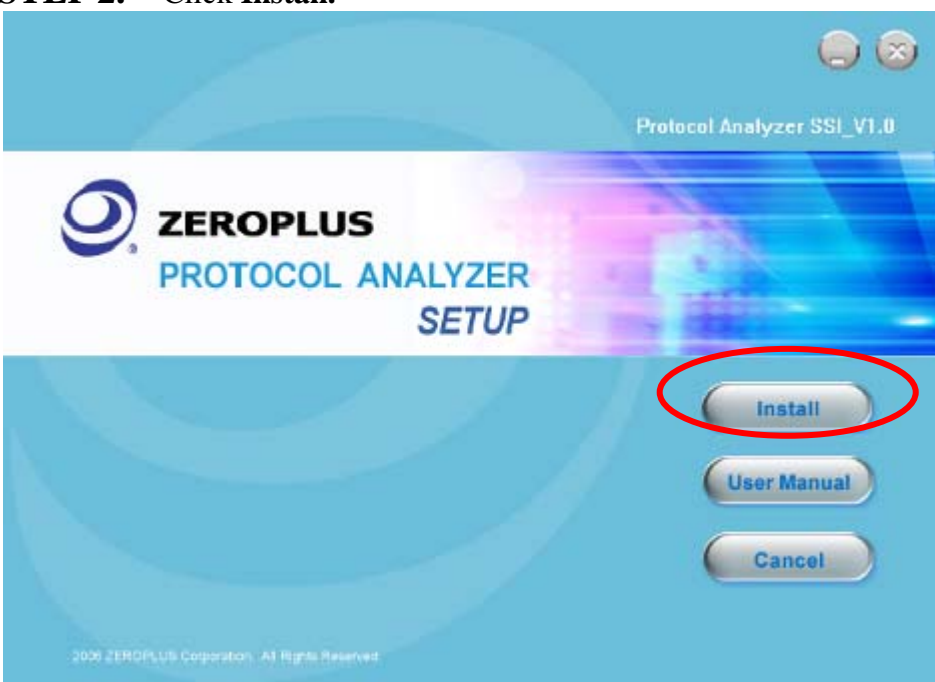 STEP 2. Click Install.
Protocol Analyzer SSI_V1.0
ZEROPLUS
PROTOCOL ANALYZER
SETUP
Install
User Manual
Cancel
2006 ZEROPLUS Corporation. All Rights Reserved